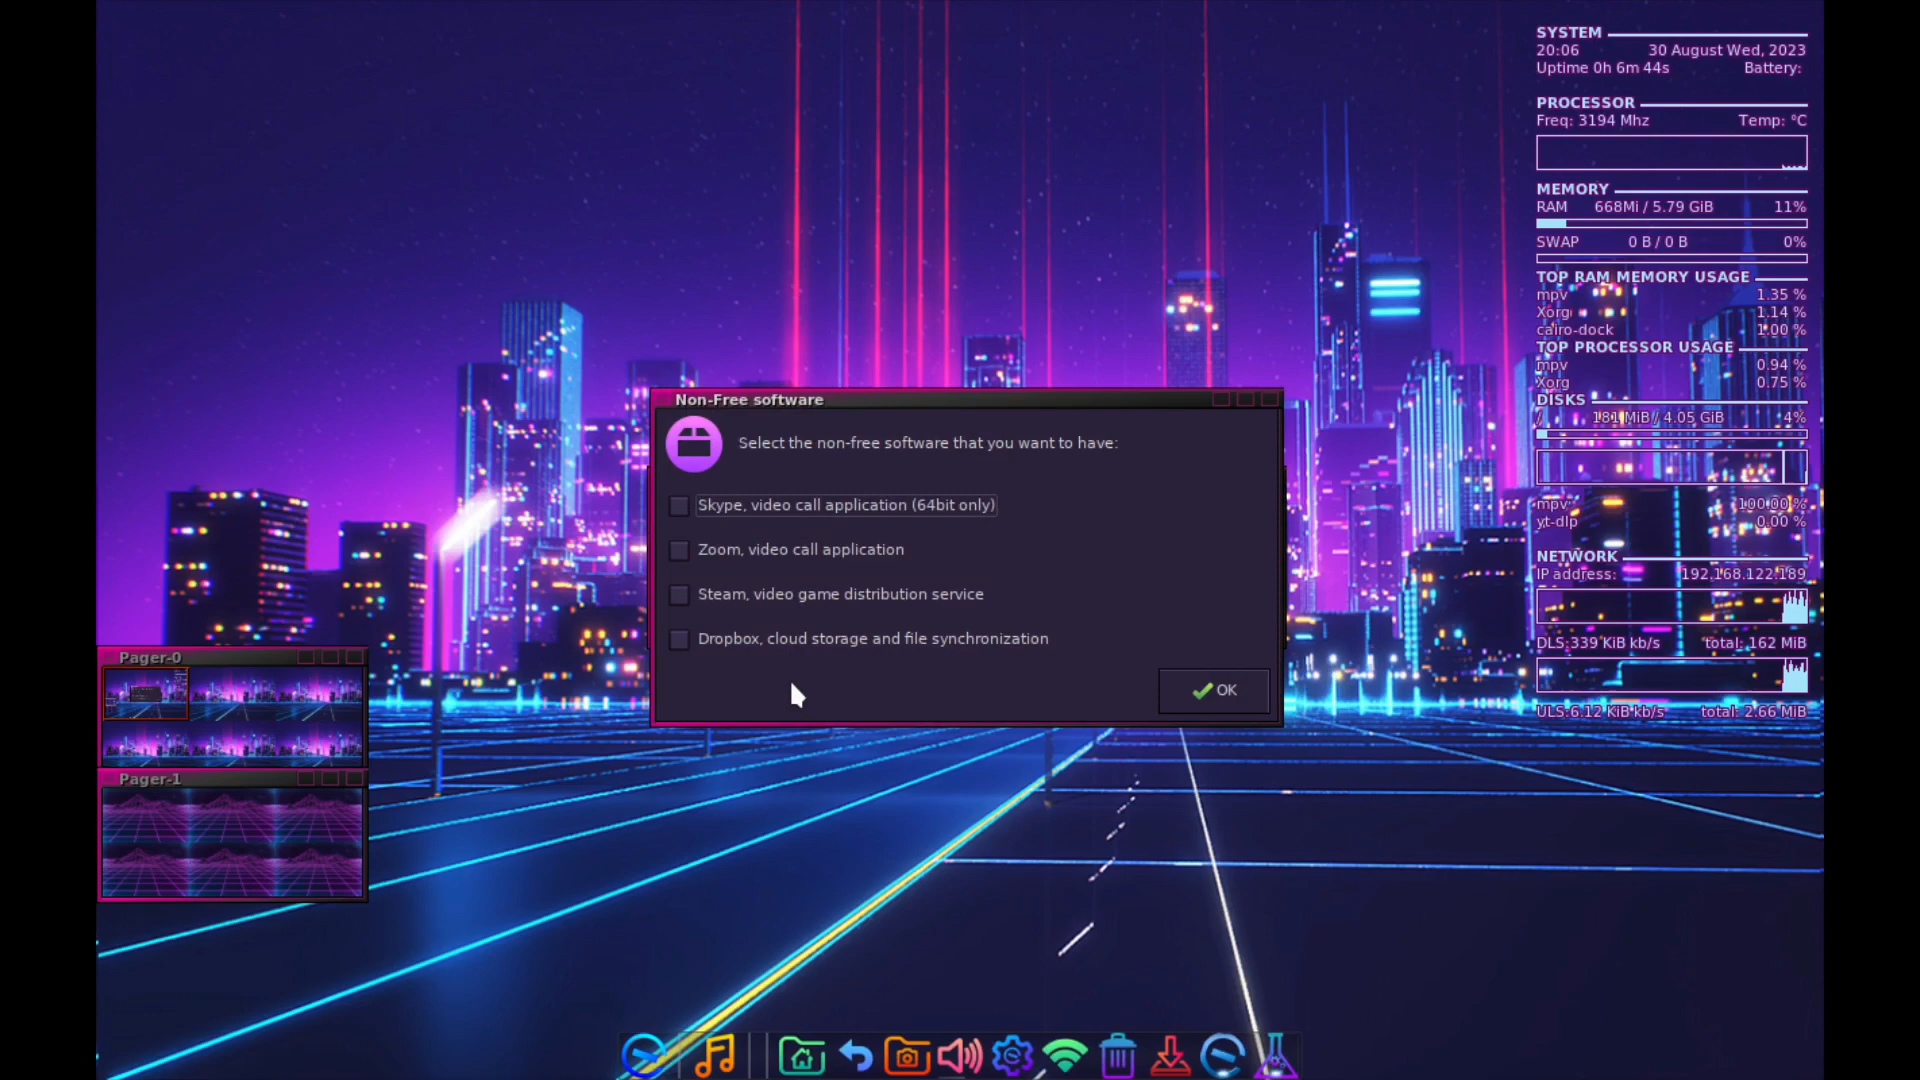 SYSTEM
20:06 30 August Wed, 2023
Uptime 0h 6m 44s Battery:
PROCESSOR
Freq: 3194 Mhz Temp: °C
MEMORY
RAM 668Mi / 5.79 GiB 11%
SWAP 0 B / 0 B 0%
TOP RAM MEMORY USAGE
mpv 1.35 %
Xorg 1.14 %
cairo-dock 1.00 %
TOP PROCESSOR USAGE
mpv 0.94 %
Xorg 0.75 %
DISKS
/ 181 MiB / 4.05 GiB 4%
mpv 100.00 %
yt-dlp 0.00 %
NETWORK
IP address: 192.168.122.189
DLS:339 KiB kb/s total: 162 MiB
ULS:6.12 KiB kb/s total: 2.66 MiB
Non-Free software
Select the non-free software that you want to have:
Skype, video call application (64bit only)
Zoom, video call application
Steam, video game distribution service
Dropbox, cloud storage and file synchronization
OK
Pager-0
Pager-1